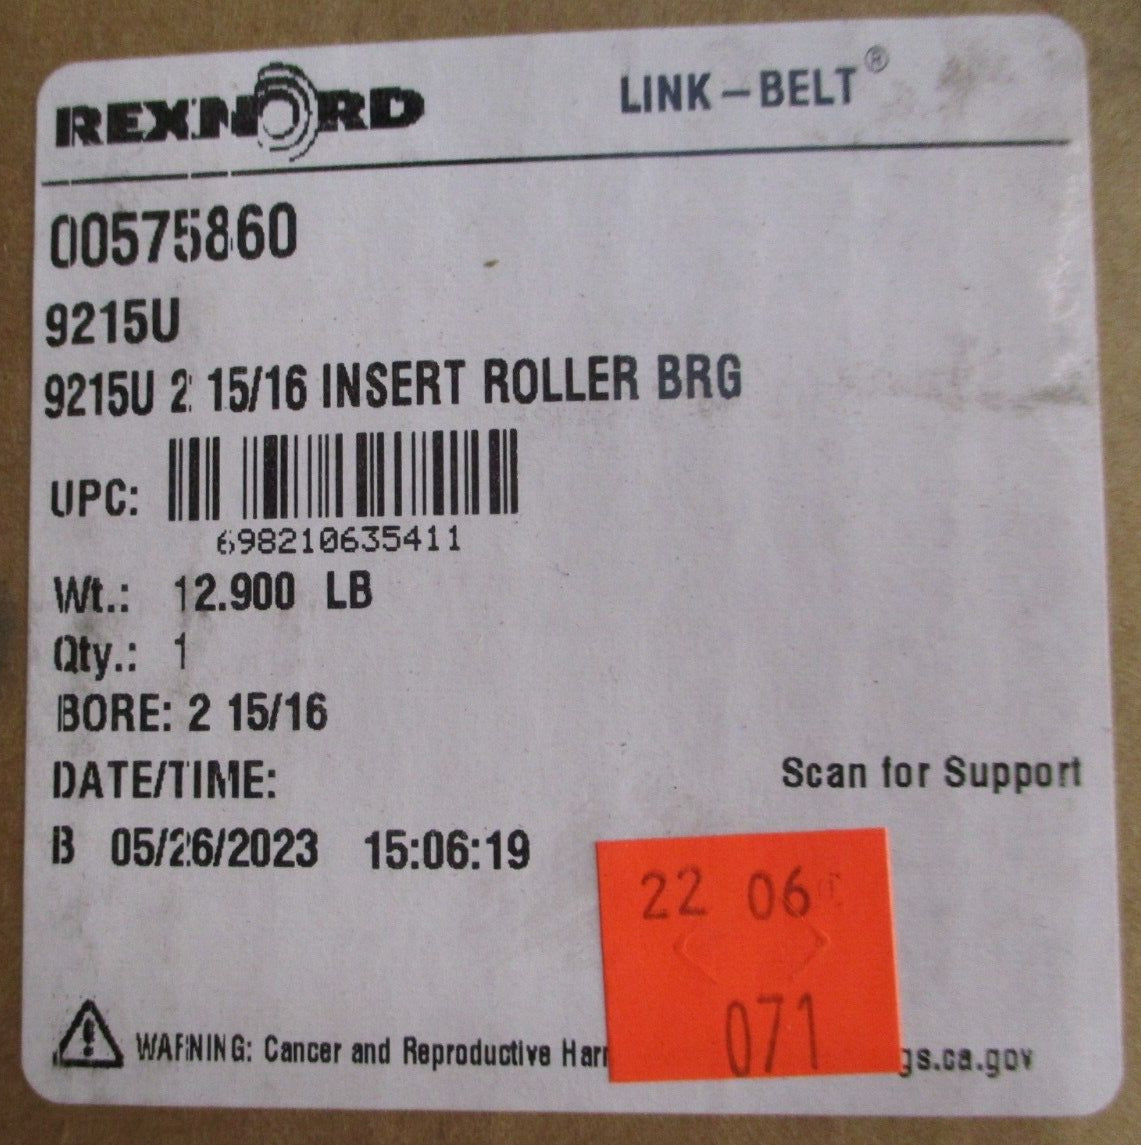 REXNORD LINK-BELT®
00575860
9215U
9215U 2 15/16 INSERT ROLLER BRG
UPC:
698210635411
Wt.: 12.900 LB
Qty.: 1
BORE: 2 15/16
DATE/TIME:
Scan for Support
B 05/26/2023 15:06:19
22 06
071
WARNING: Cancer and Reproductive Harm gs.ca.gov